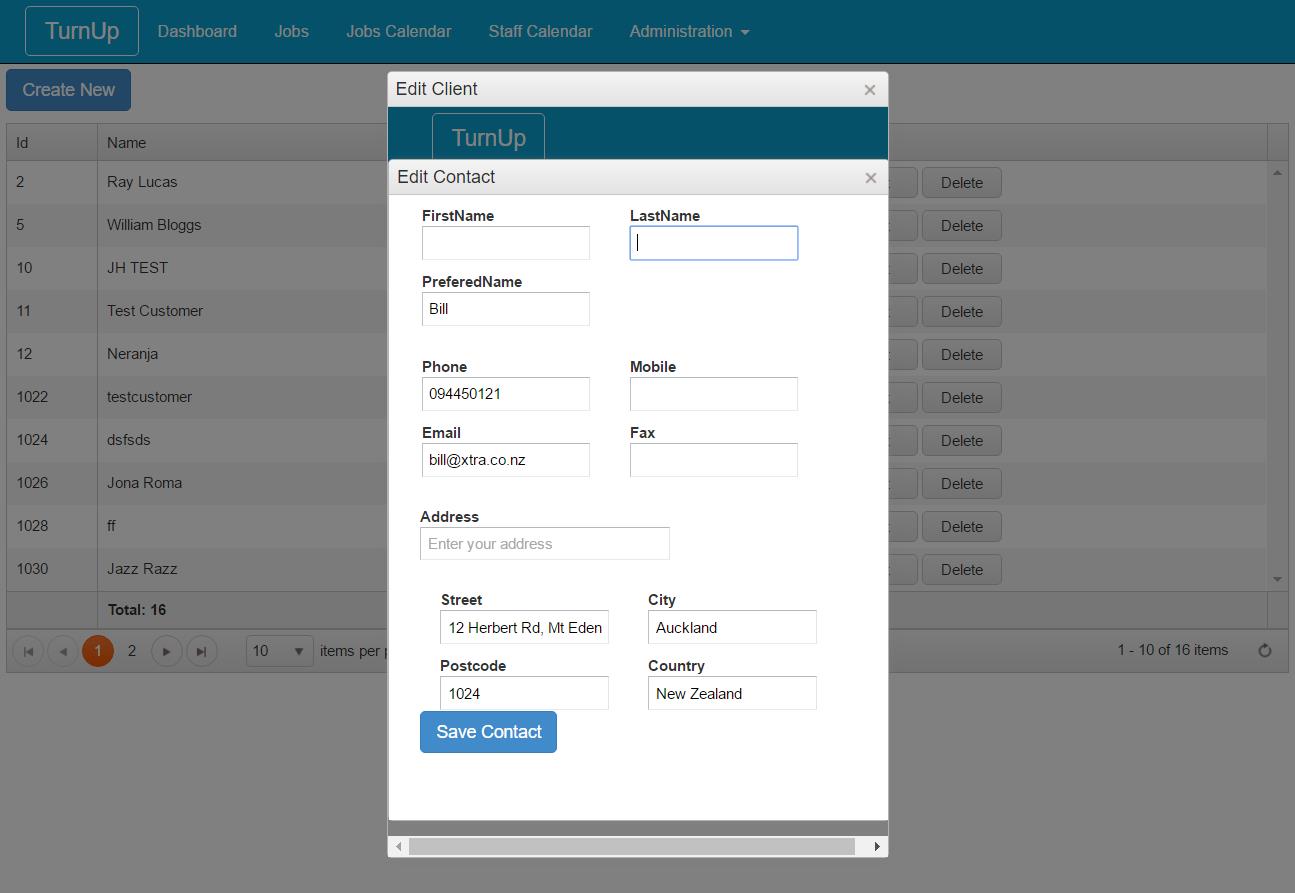 TurnUp Dashboard Jobs Jobs Calendar Staff Calendar Administration
Create New
Edit Client ×
TurnUp
Id Name
Edit Contact ×
2 Ray Lucas Delete
5 William Bloggs Delete
10 JH TEST Delete
11 Test Customer Delete
12 Neranja Delete
1022 testcustomer Delete
1024 dsfsds Delete
1026 Jona Roma Delete
1028 ff Delete
1030 Jazz Razz Delete
Total: 16
1 2 10 items per
1 - 10 of 16 items
FirstName LastName
PreferedName
Bill
Phone Mobile
094450121
Email Fax
bill@xtra.co.nz
Address
Enter your address
Street City
12 Herbert Rd, Mt Eden Auckland
Postcode Country
1024 New Zealand
Save Contact